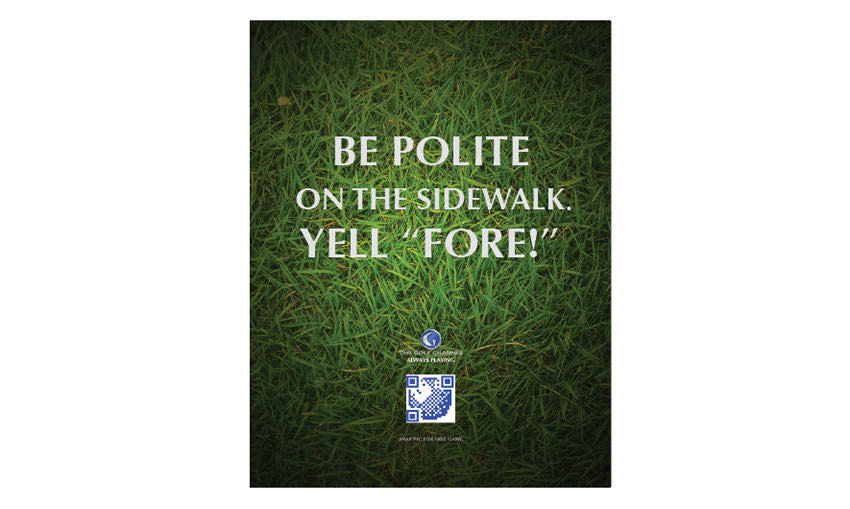 BE POLITE
ON THE SIDEWALK.
YELL “FORE!”
THE GOLF CHANNEL
ALWAYS PLAYING
SNAP PIC FOR FREE GAME.